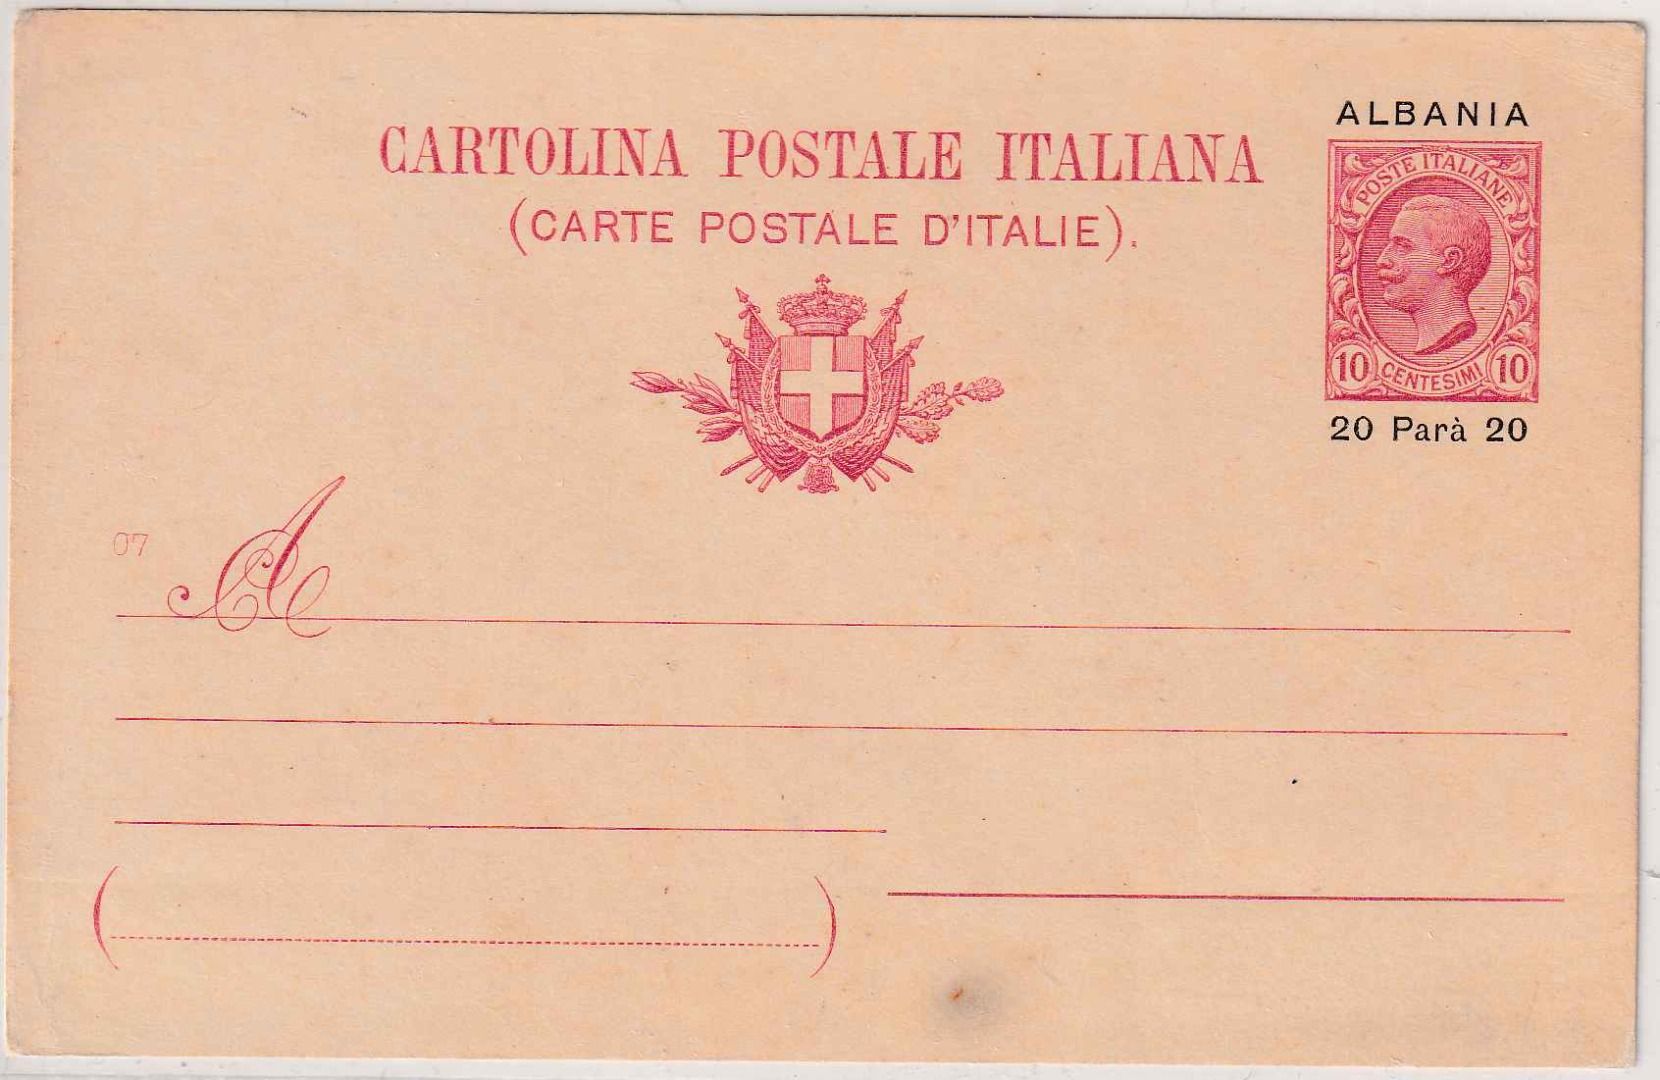 ALBANIA
CARTOLINA POSTALE ITALIANA
(CARTE POSTALE D'ITALIE).
POSTE ITALIANE
10 CENTESIMI 10
20 Parà 20
07
A